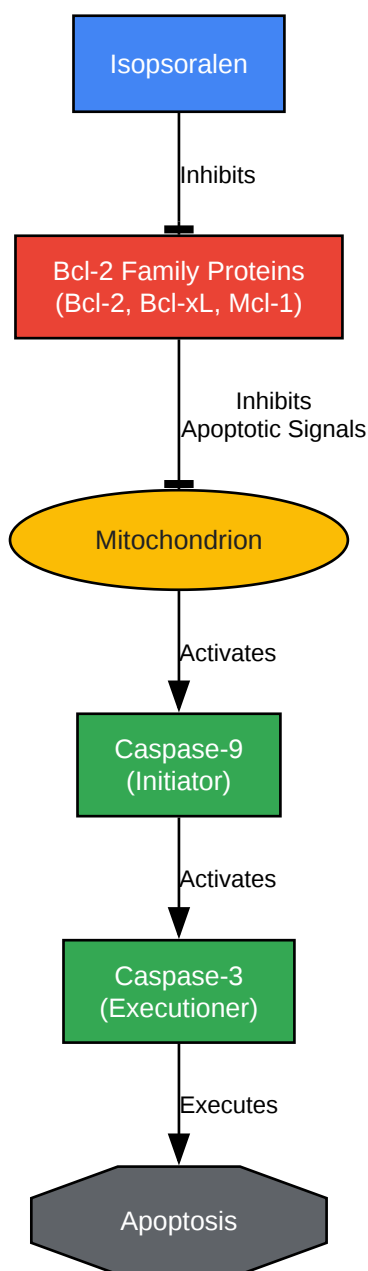 Isopsoralen
Inhibits
Bcl-2 Family Proteins
(Bcl-2, Bcl-xL, Mcl-1)
Inhibits
Apoptotic Signals
Mitochondrion
Activates
Caspase-9
(Initiator)
Activates
Caspase-3
(Executioner)
Executes
Apoptosis